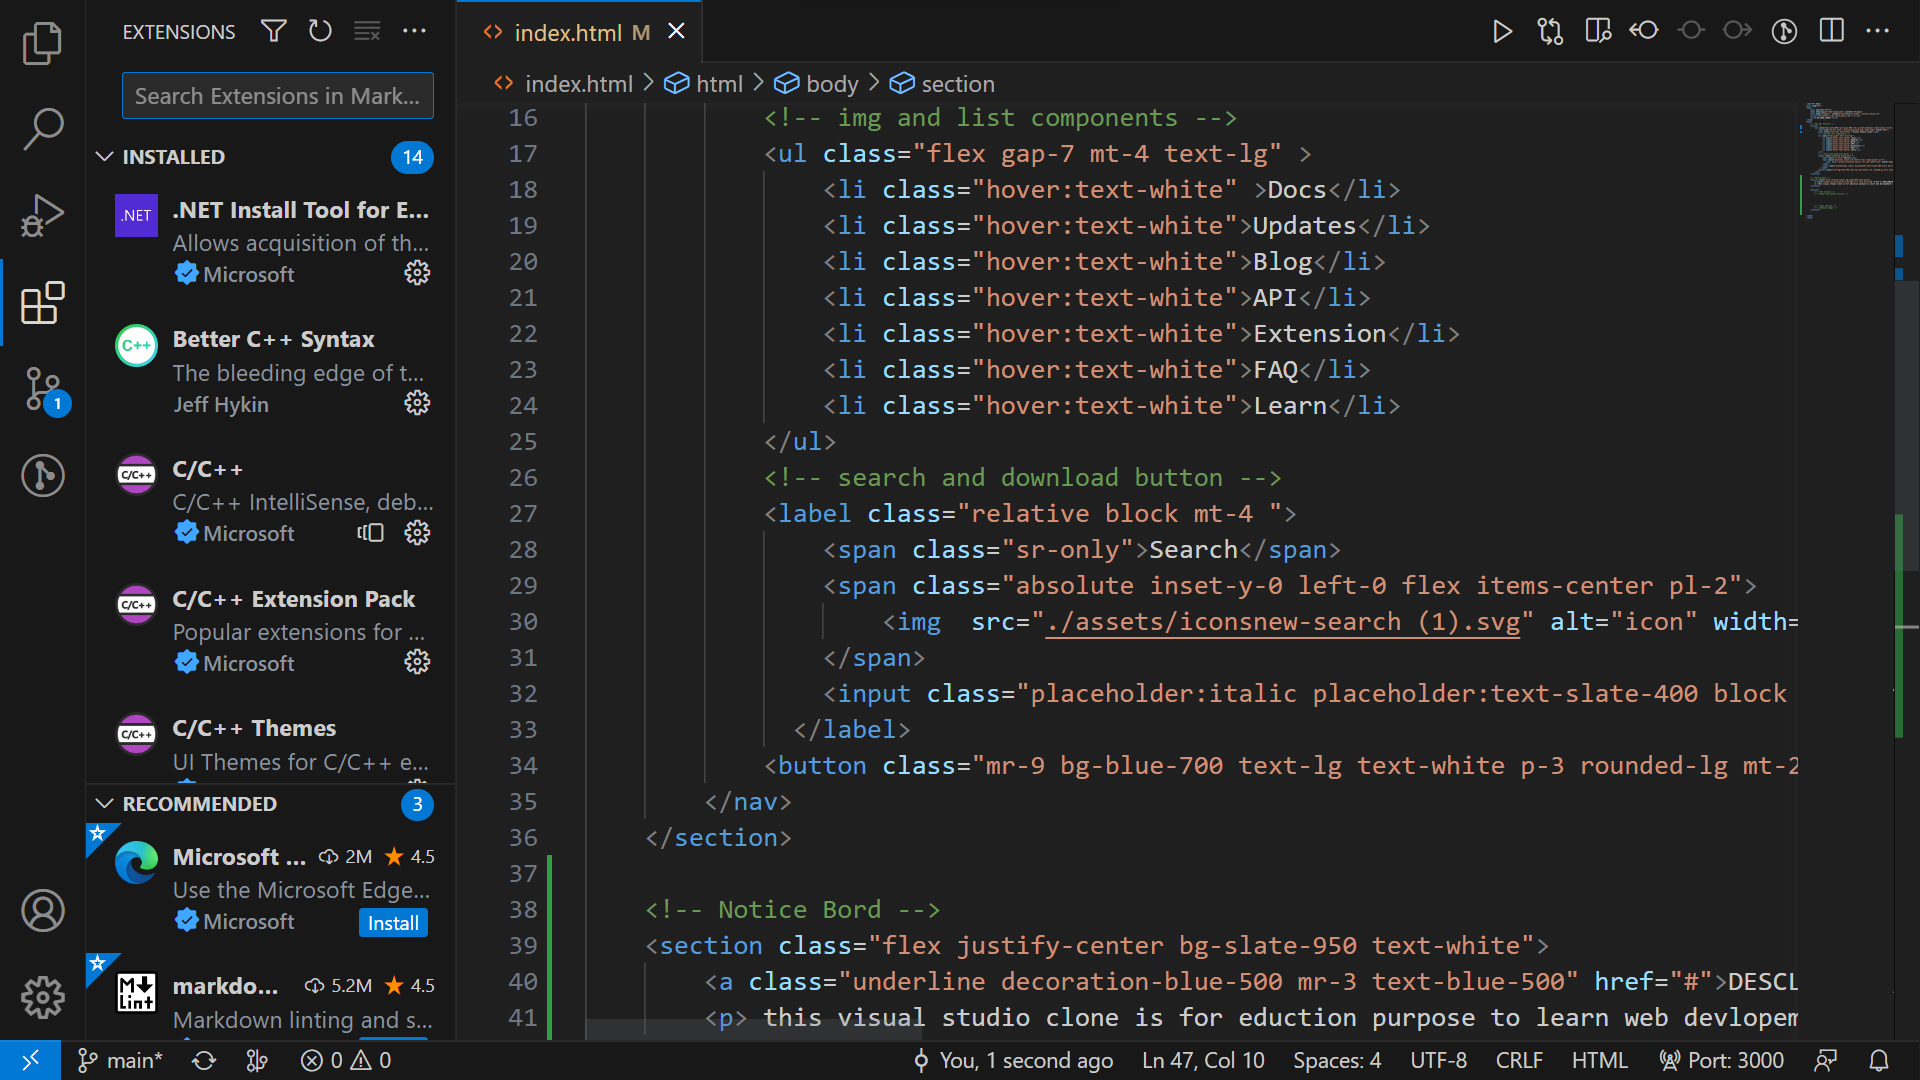 EXTENSIONS
Search Extensions in Mark...
INSTALLED 14
.NET
.NET Install Tool for E...
Allows acquisition of th...
Microsoft
C++
Better C++ Syntax
The bleeding edge of t...
Jeff Hykin
C/C++
C/C++
C/C++ IntelliSense, deb...
Microsoft
C/C++
C/C++ Extension Pack
Popular extensions for ...
Microsoft
C/C++
C/C++ Themes
UI Themes for C/C++ e...
RECOMMENDED 3
Microsoft ... 2M 4.5
Use the Microsoft Edge...
Microsoft Install
M Lint
markdo... 5.2M 4.5
Markdown linting and s...
1
index.html M
index.html > html > body > section
16 <!-- img and list components -->
17 <ul class="flex gap-7 mt-4 text-lg" >
18 <li class="hover:text-white" >Docs</li>
19 <li class="hover:text-white">Updates</li>
20 <li class="hover:text-white">Blog</li>
21 <li class="hover:text-white">API</li>
22 <li class="hover:text-white">Extension</li>
23 <li class="hover:text-white">FAQ</li>
24 <li class="hover:text-white">Learn</li>
25 </ul>
26 <!-- search and download button -->
27 <label class="relative block mt-4 ">
28 <span class="sr-only">Search</span>
29 <span class="absolute inset-y-0 left-0 flex items-center pl-2">
30 <img  src="./assets/iconsnew-search (1).svg" alt="icon" width=
31 </span>
32 <input class="placeholder:italic placeholder:text-slate-400 block
33 </label>
34 <button class="mr-9 bg-blue-700 text-lg text-white p-3 rounded-lg mt-2
35 </nav>
36 </section>
37
38 <!-- Notice Bord -->
39 <section class="flex justify-center bg-slate-950 text-white">
40 <a class="underline decoration-blue-500 mr-3 text-blue-500" href="#">DESCL
41 <p> this visual studio clone is for eduction purpose to learn web devlopem
main* 0 0 You, 1 second ago Ln 47, Col 10 Spaces: 4 UTF-8 CRLF HTML Port: 3000